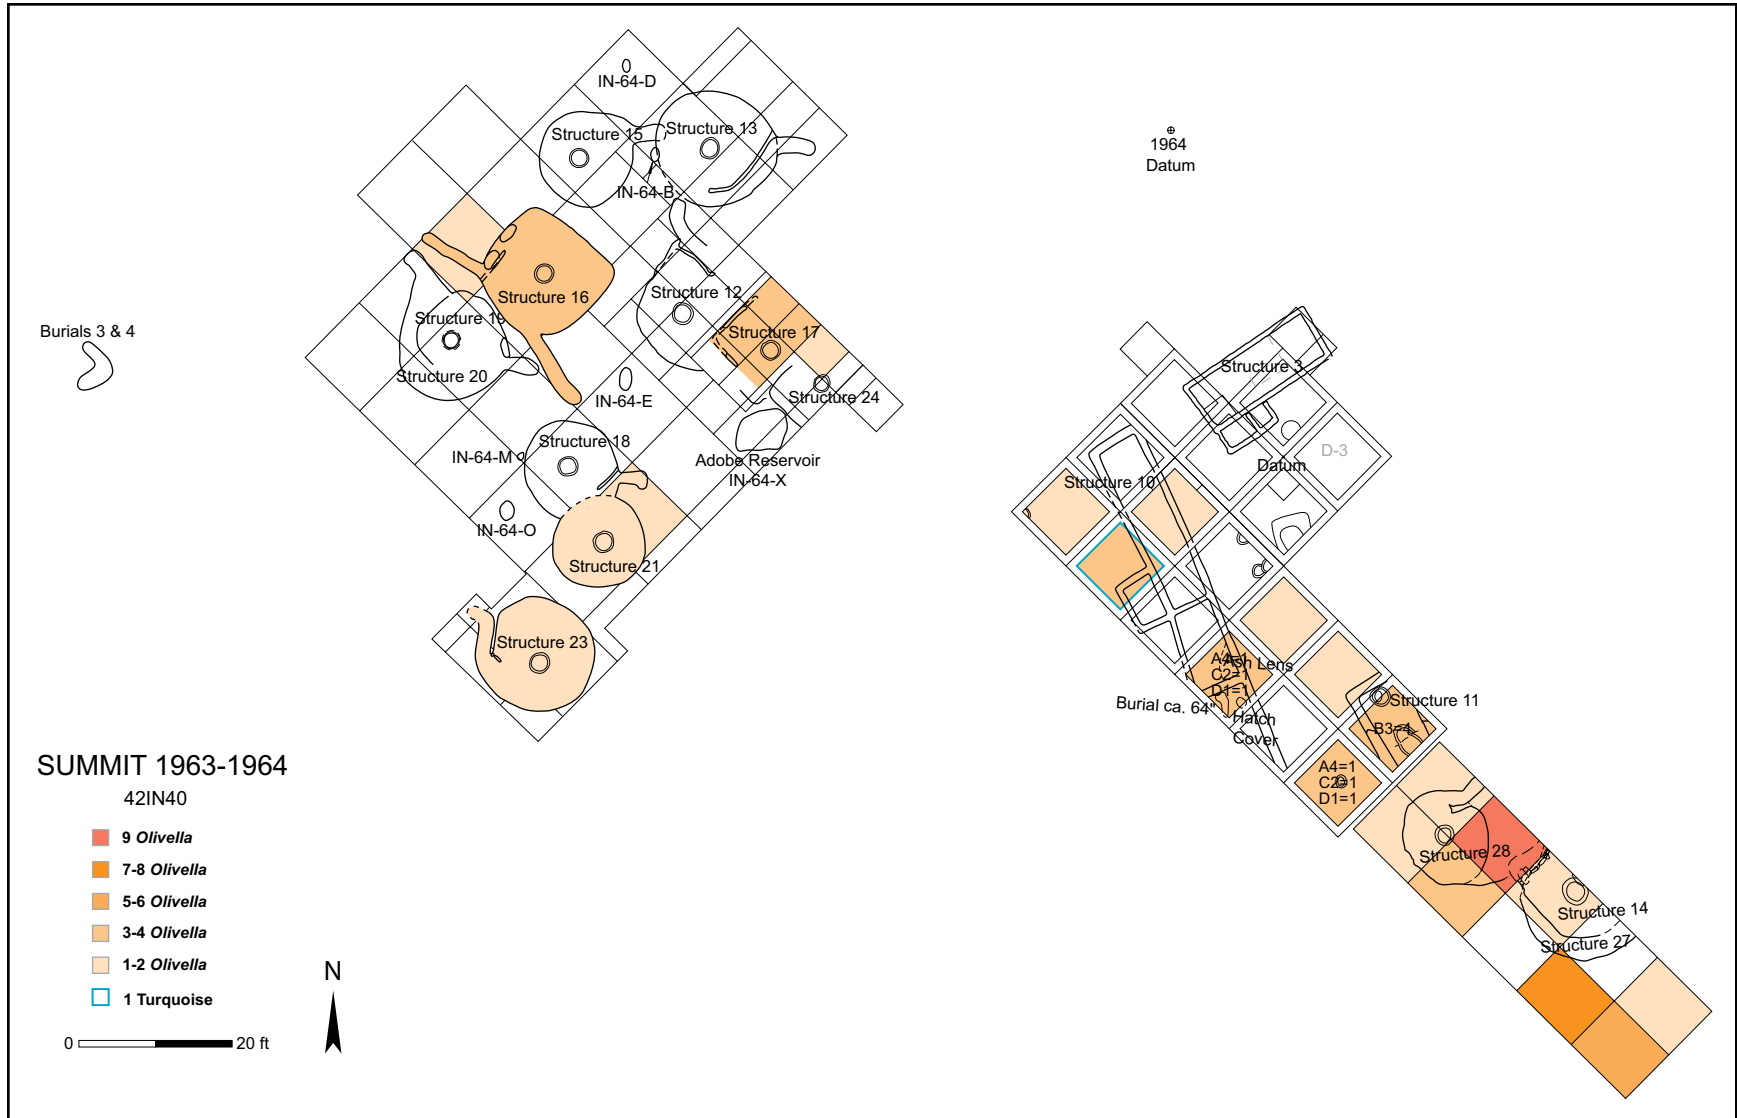 IN-64-D
Structure 15
Structure 13
IN-64-B
1964
Datum
Structure 16
Structure 12
Structure 19
Structure 17
Burials 3 & 4
Structure 20
IN-64-E
Structure 24
Structure 3
Structure 18
IN-64-M
Adobe Reservoir
IN-64-X
D-3
Datum
Structure 10
IN-64-O
Structure 21
Structure 23
A4=1
Ash Lens
C2=1
D1=1
Burial ca. 64"
Hatch
Cover
Structure 11
B3=4
A4=1
C2=1
D1=1
Structure 28
Structure 14
Structure 27
SUMMIT 1963-1964
42IN40
9 Olivella
7-8 Olivella
5-6 Olivella
3-4 Olivella
1-2 Olivella
1 Turquoise
N
0 20 ft